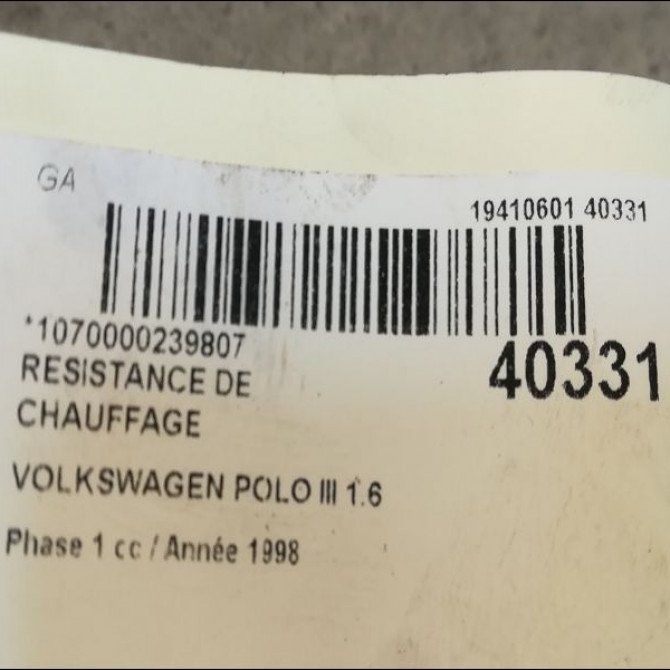 GA
19410601 40331
*1070000239807
40331
RESISTANCE DE
CHAUFFAGE
VOLKSWAGEN POLO III 1.6
Phase 1 cc / Année 1998